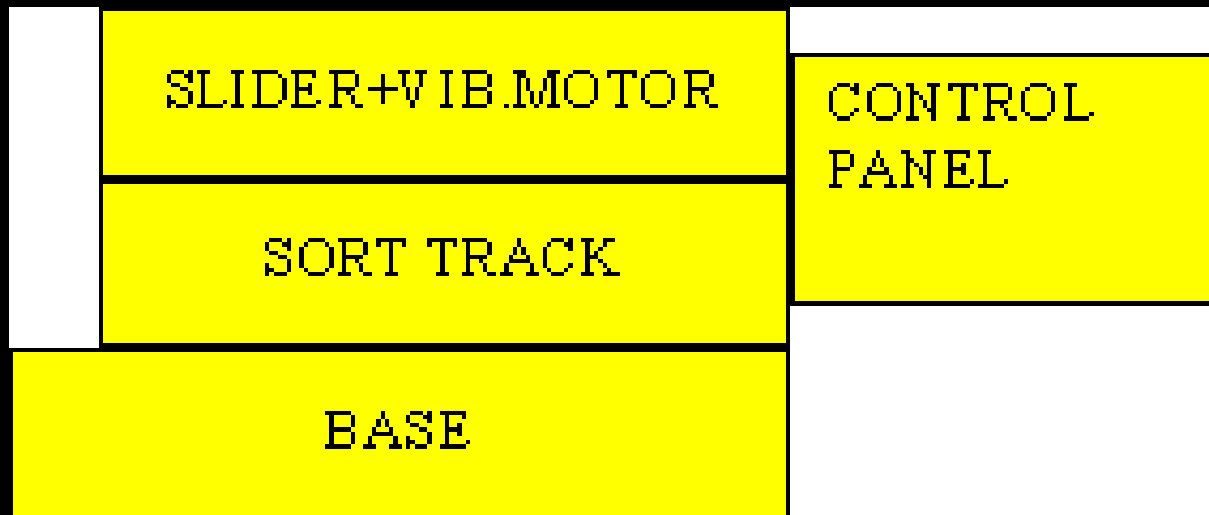 SLIDER+VIB.MOTOR
CONTROL
PANEL
SORT TRACK
BASE